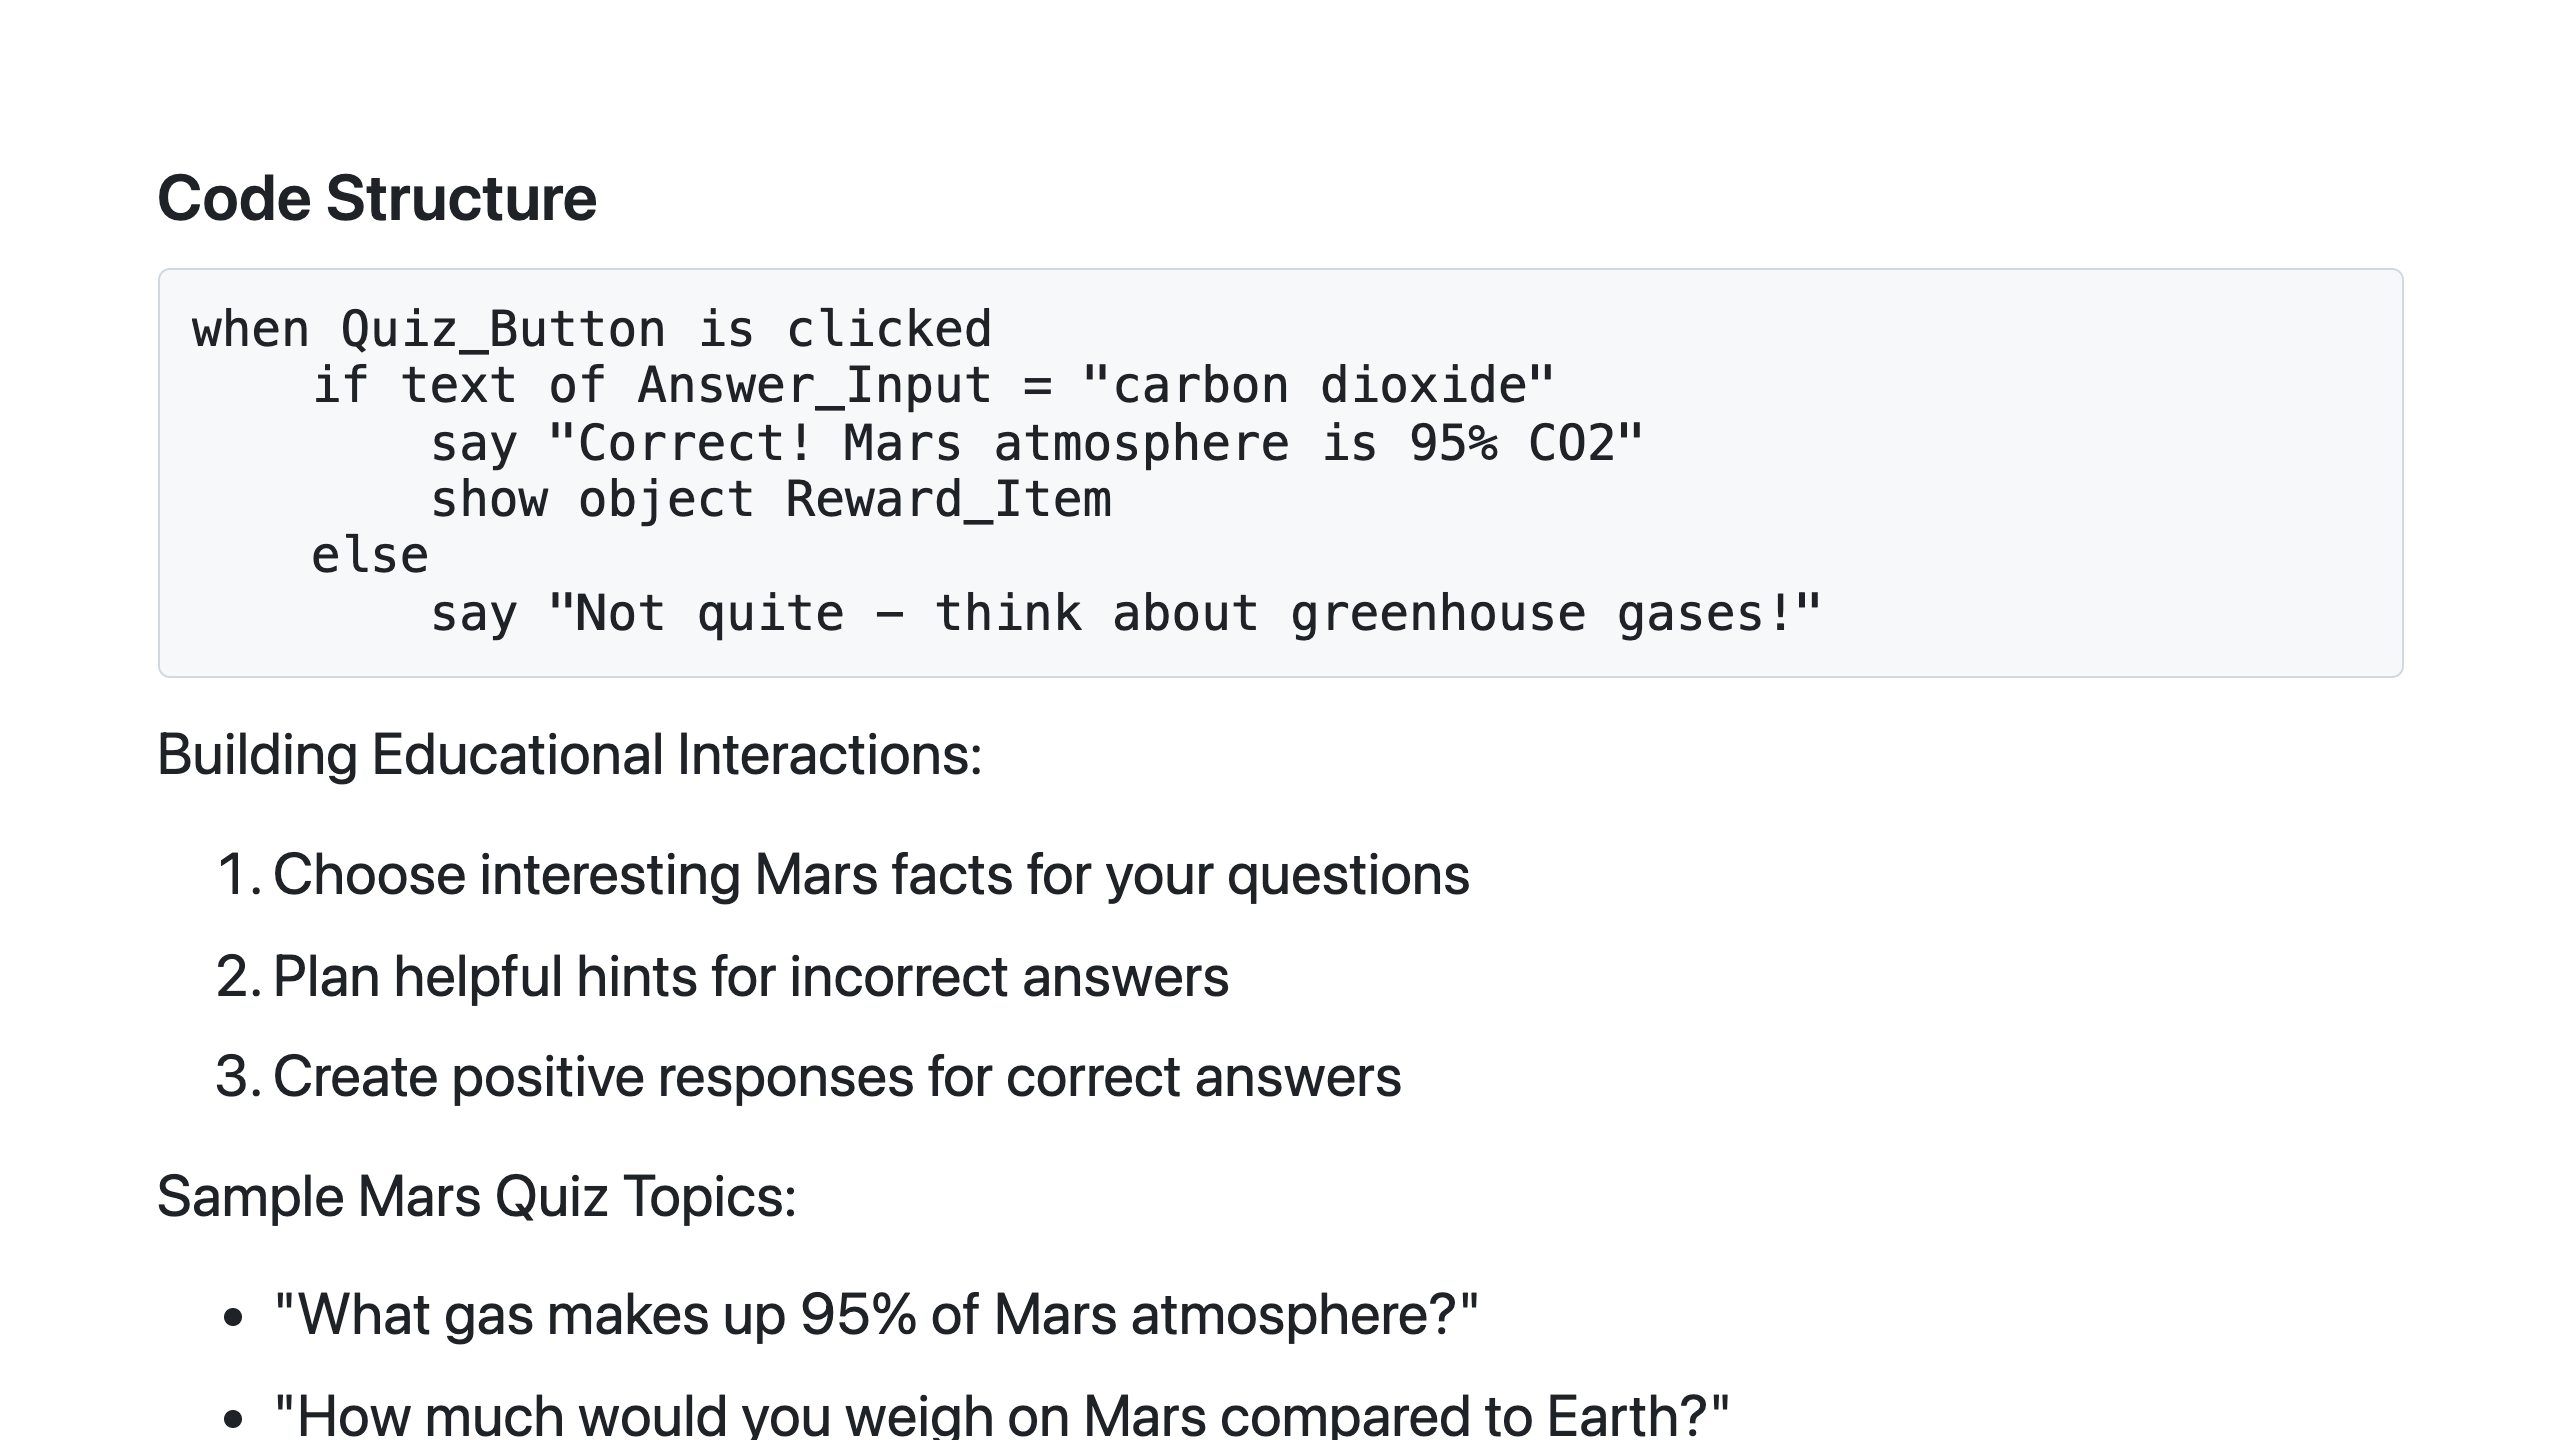 Code Structure
when Quiz_Button is clicked
    if text of Answer_Input = "carbon dioxide"
        say "Correct! Mars atmosphere is 95% CO2"
        show object Reward_Item
    else
        say "Not quite – think about greenhouse gases!"
Building Educational Interactions:
1. Choose interesting Mars facts for your questions
2. Plan helpful hints for incorrect answers
3. Create positive responses for correct answers
Sample Mars Quiz Topics:
• "What gas makes up 95% of Mars atmosphere?"
• "How much would you weigh on Mars compared to Earth?"